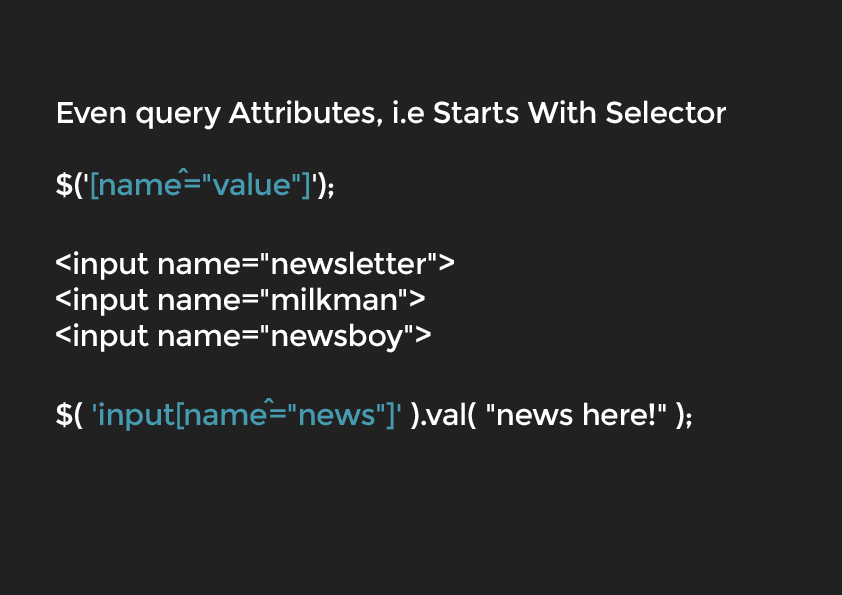 Even query Attributes, i.e Starts With Selector
$('[name^="value"]');
<input name="newsletter">
<input name="milkman">
<input name="newsboy">
$( 'input[name^="news"]' ).val( "news here!" );